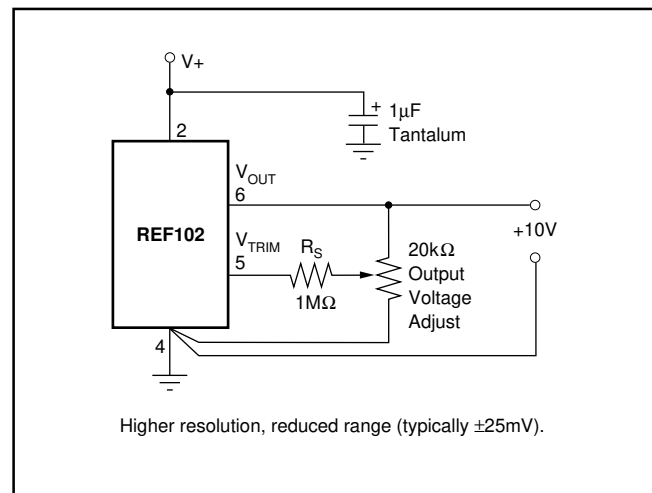 V+
2
+ 1μF
Tantalum
V_OUT
6
REF102
V_TRIM
5
R_S
1MΩ
20kΩ
Output
Voltage
Adjust
+10V
4
Higher resolution, reduced range (typically ±25mV).